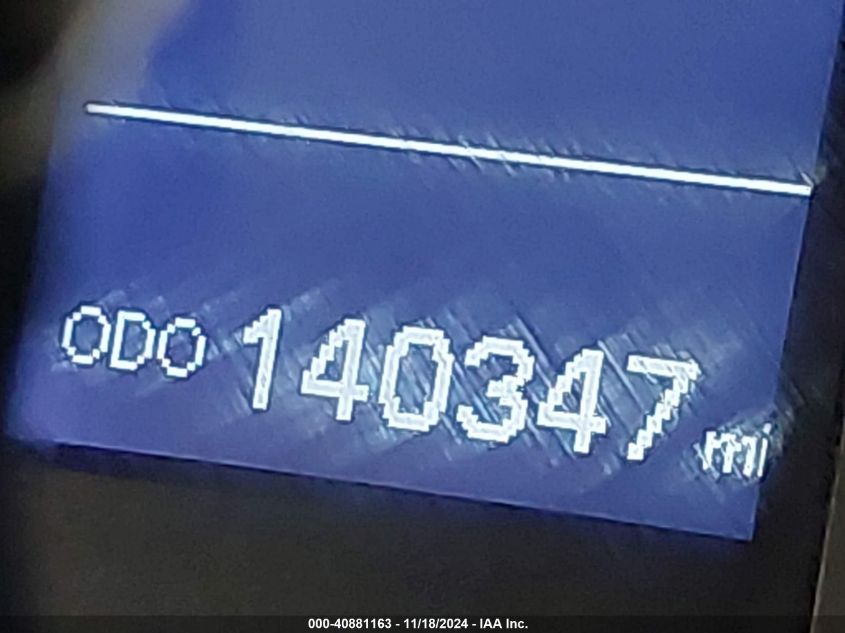 ODO 140347 mi
000-40881163 - 11/18/2024 - IAA Inc.